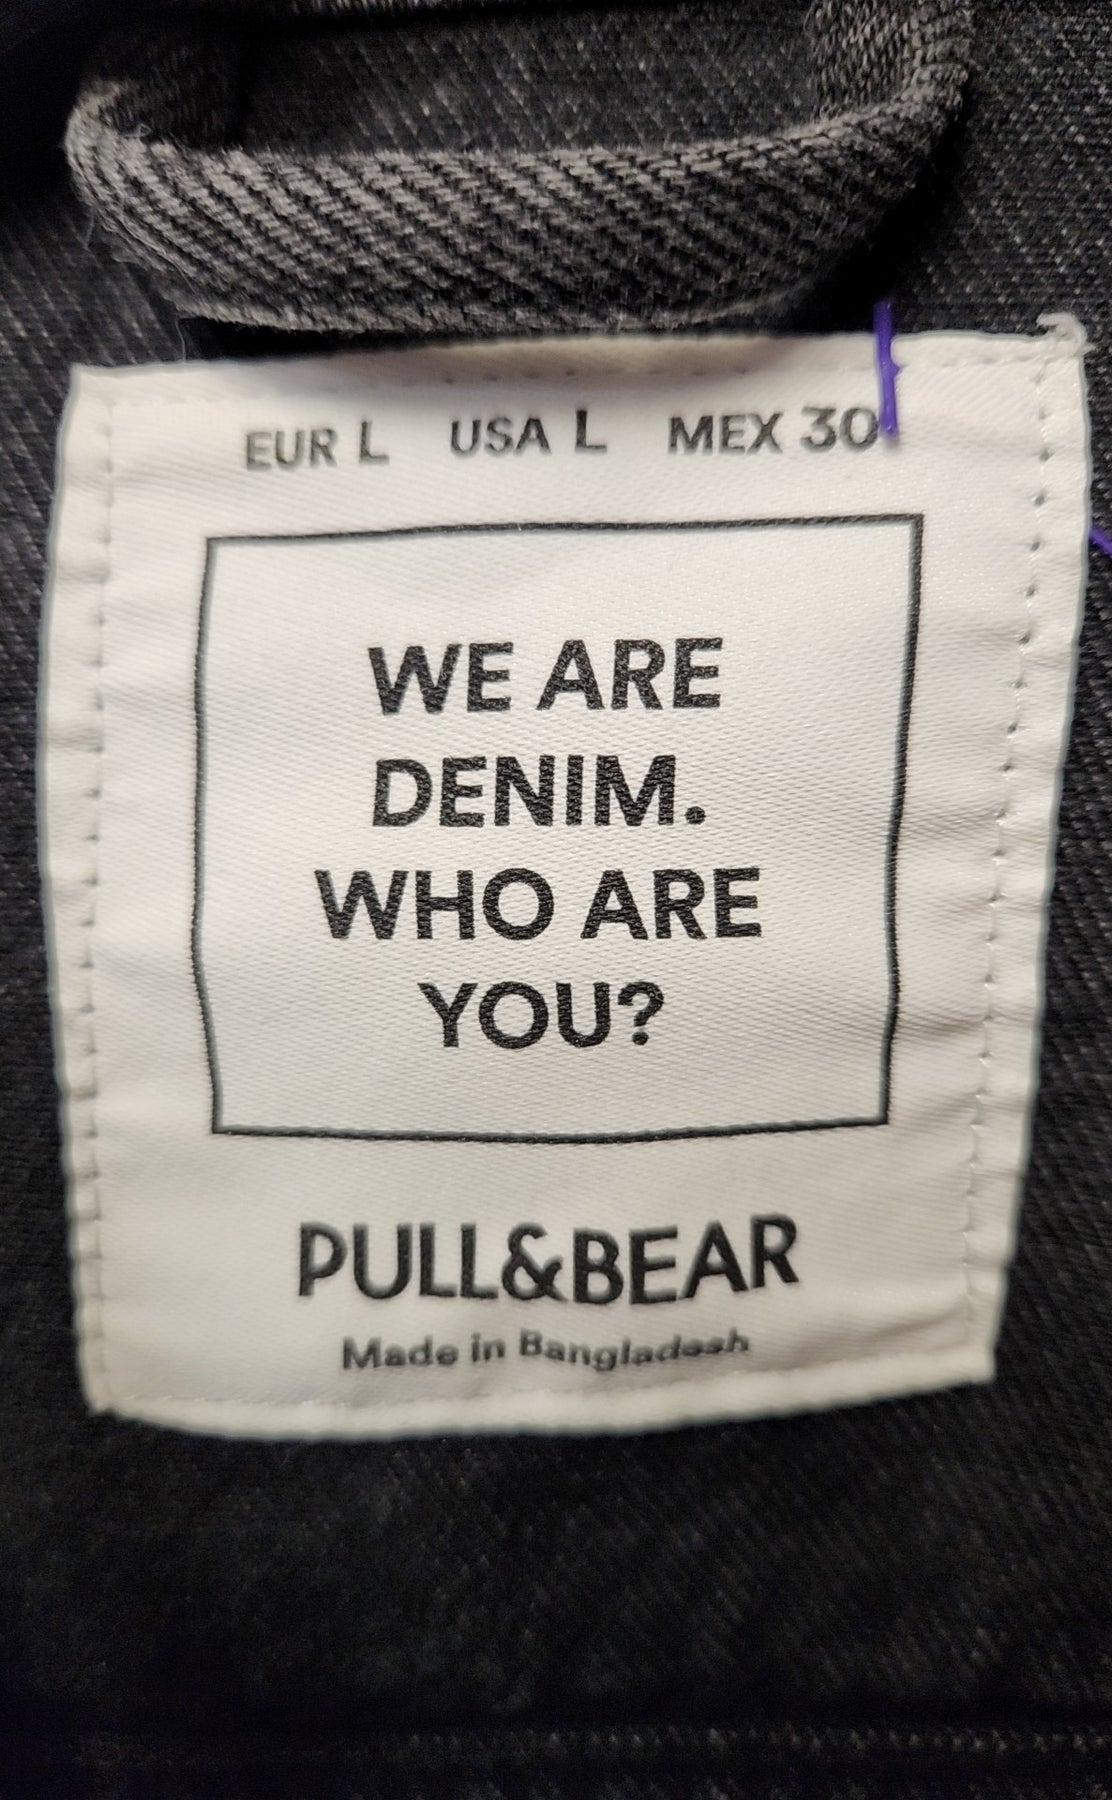 EUR L USA L MEX 30
WE ARE
DENIM.
WHO ARE
YOU?
PULL&BEAR
Made in Bangladesh